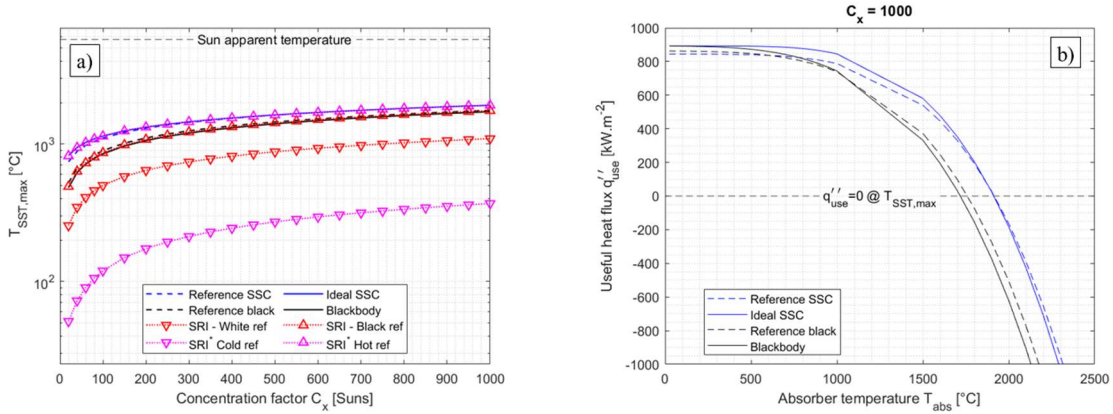 a)
Sun apparent temperature
T_SST,max [°C]
10^3
10^2
Reference SSC
Ideal SSC
Reference black
Blackbody
SRI - White ref
SRI - Black ref
SRI* Cold ref
SRI* Hot ref
0 100 200 300 400 500 600 700 800 900 1000
Concentration factor C_x [Suns]
C_x = 1000
b)
Useful heat flux q''_use [kW.m^-2]
1000
800
600
400
200
0
-200
-400
-600
-800
-1000
q''_use=0 @ T_SST,max
Reference SSC
Ideal SSC
Reference black
Blackbody
0 500 1000 1500 2000 2500
Absorber temperature T_abs [°C]